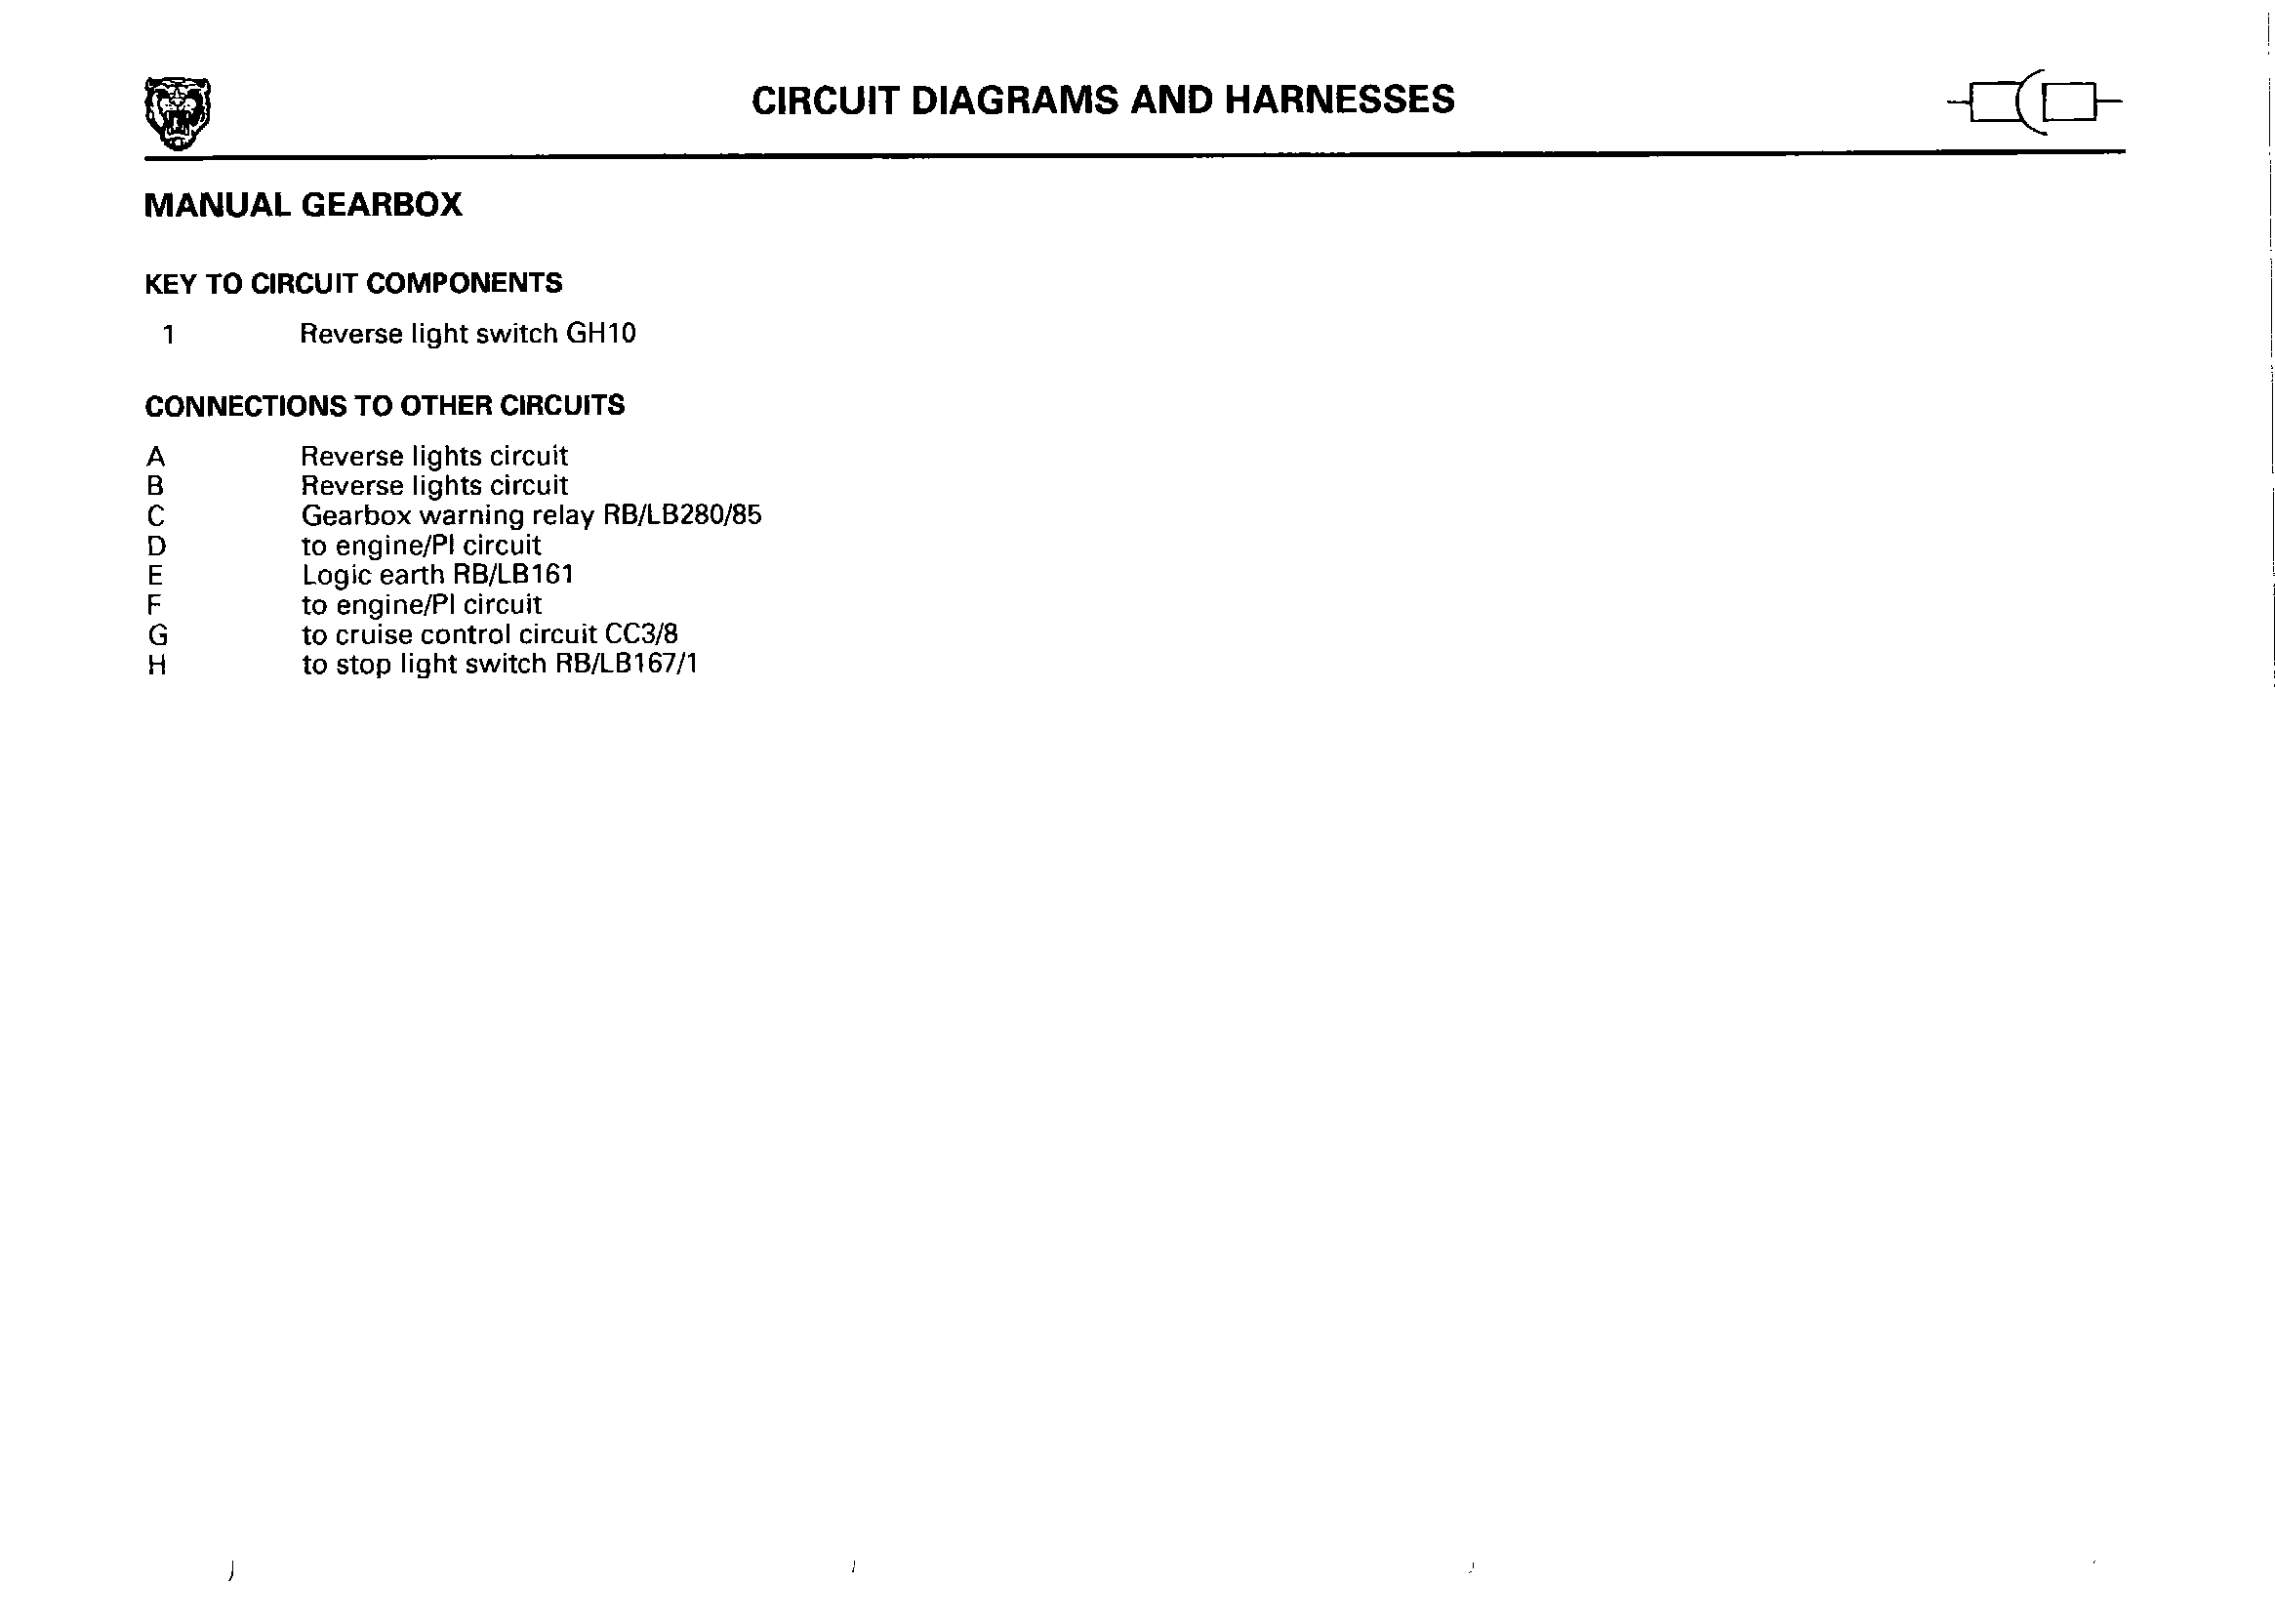 CIRCUIT DIAGRAMS AND HARNESSES
MANUAL GEARBOX
KEY TO CIRCUIT COMPONENTS
1 Reverse light switch GH10
CONNECTIONS TO OTHER CIRCUITS
A Reverse lights circuit
B Reverse lights circuit
C Gearbox warning relay RB/LB280/85
D to engine/PI circuit
E Logic earth RB/LB161
F to engine/PI circuit
G to cruise control circuit CC3/8
H to stop light switch RB/LB167/1